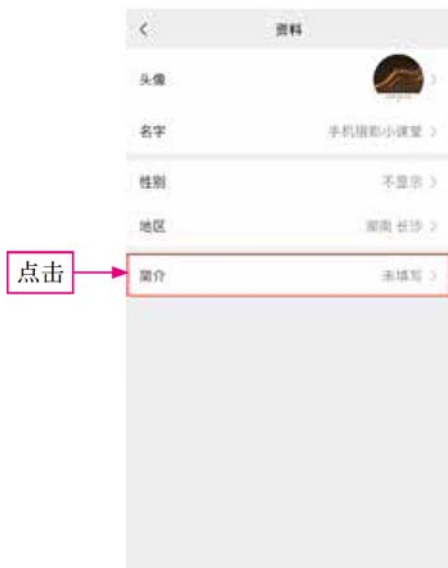 资料
头像
名字 手机摄影小课堂
性别 不显示
地区 湖南 长沙
点击
简介 未填写